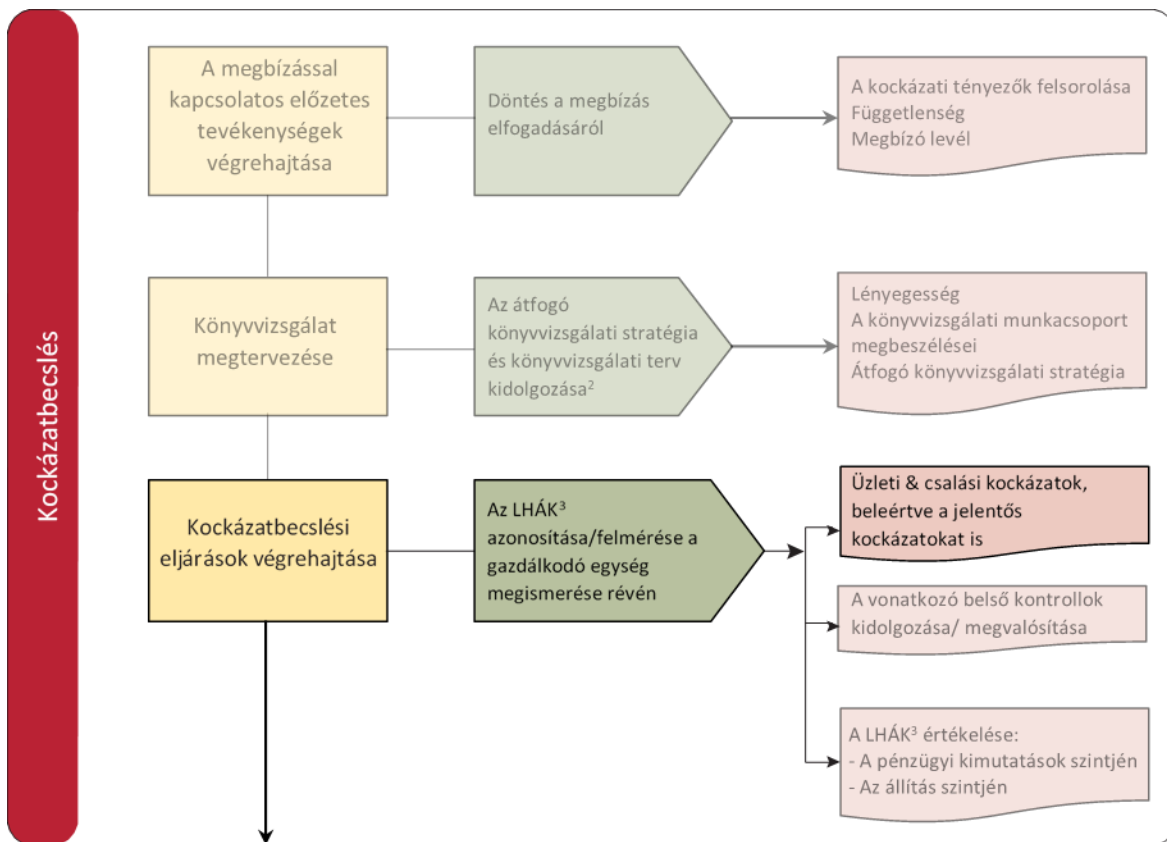 Kockázatbecslés
A megbízással
kapcsolatos előzetes
tevékenységek
végrehajtása
Döntés a megbízás
elfogadásáról
A kockázati tényezők felsorolása
Függetlenség
Megbízó levél
Könyvvizsgálat
megtervezése
Az átfogó
könyvvizsgálati stratégia
és könyvvizsgálati terv
kidolgozása²
Lényegesség
A könyvvizsgálati munkacsoport
megbeszélései
Átfogó könyvvizsgálati stratégia
Kockázatbecslési
eljárások végrehajtása
Az LHÁK³
azonosítása/felmérése a
gazdálkodó egység
megismerése révén
Üzleti & csalási kockázatok,
beleértve a jelentős
kockázatokat is
A vonatkozó belső kontrollok
kidolgozása/ megvalósítása
A LHÁK³ értékelése:
- A pénzügyi kimutatások szintjén
- Az állítás szintjén